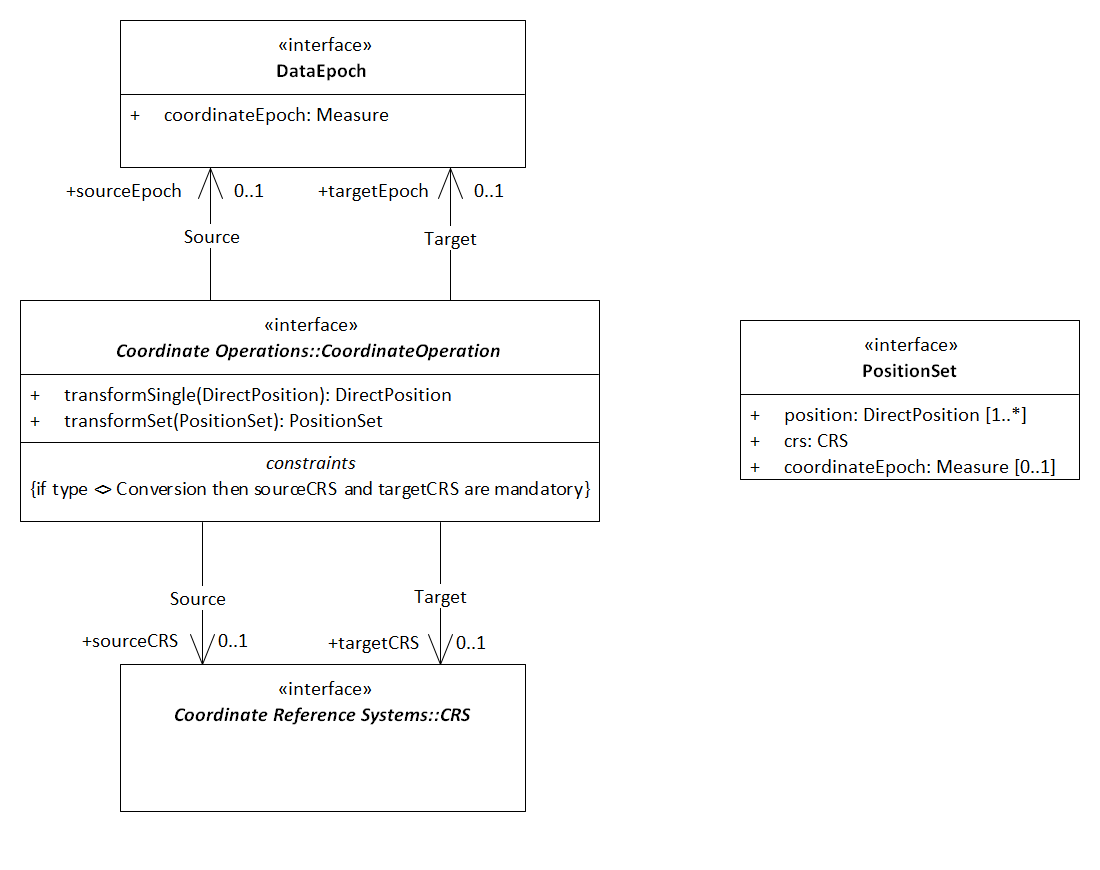 «interface»
DataEpoch
+ coordinateEpoch: Measure
+sourceEpoch 0..1 +targetEpoch 0..1
Source Target
«interface»
Coordinate Operations::CoordinateOperation
+ transformSingle(DirectPosition): DirectPosition
+ transformSet(PositionSet): PositionSet
constraints
{if type <> Conversion then sourceCRS and targetCRS are mandatory}
«interface»
PositionSet
+ position: DirectPosition [1..*]
+ crs: CRS
+ coordinateEpoch: Measure [0..1]
Source Target
+sourceCRS 0..1 +targetCRS 0..1
«interface»
Coordinate Reference Systems::CRS